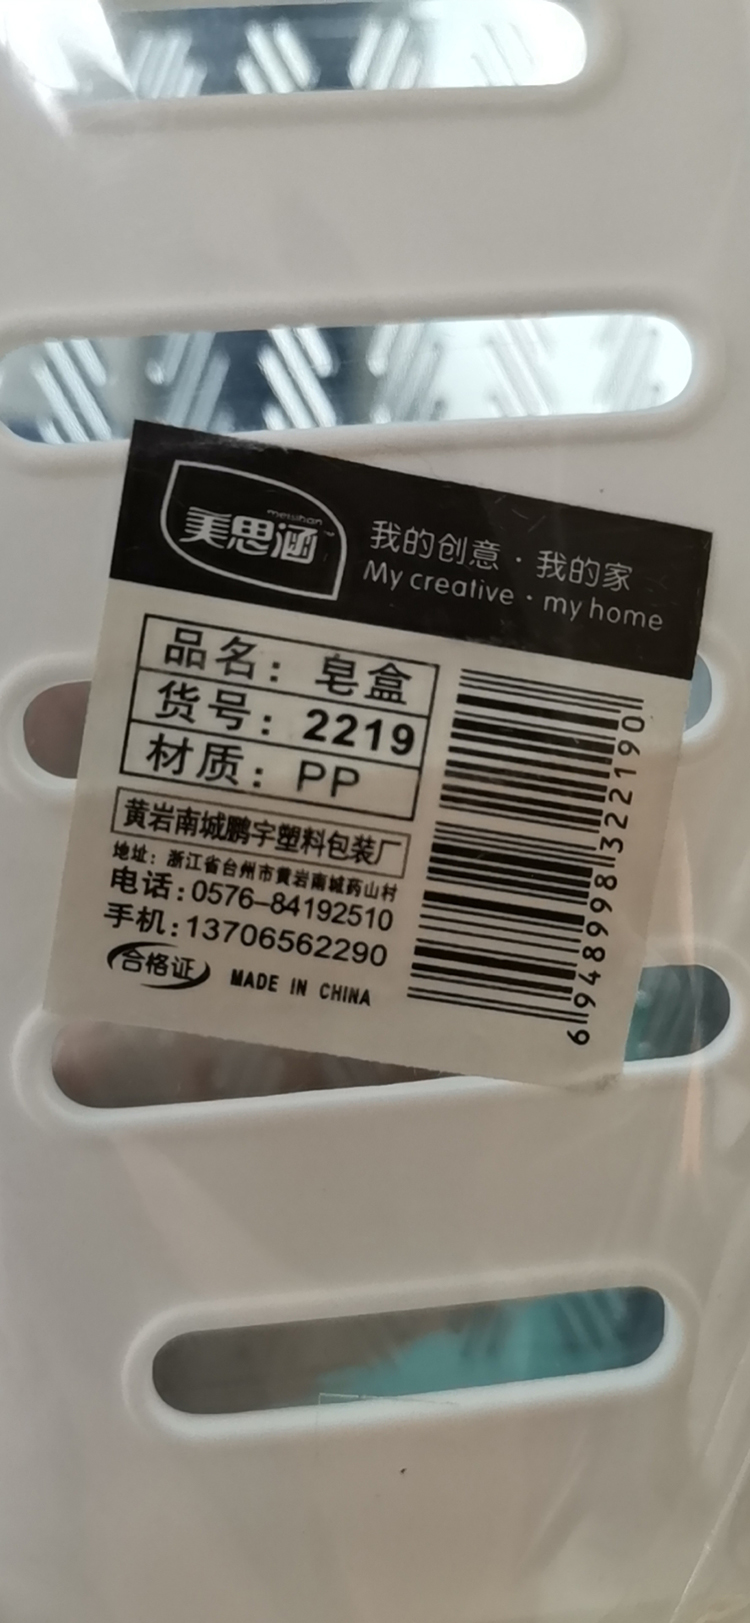 meisihan
美思涵
我的创意·我的家
My creative · my home
品名：皂盒
货号：2219
材质：PP
黄岩南城鹏宇塑料包装厂
地址：浙江省台州市黄岩南城药山村
电话:0576-84192510
手机:13706562290
合格证
MADE IN CHINA
6948998322190